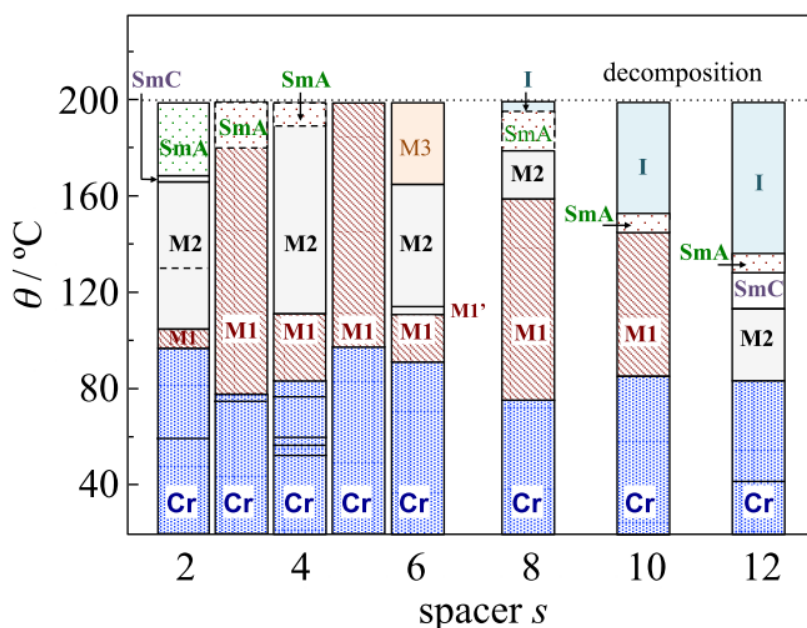 SmC
SmA
I
decomposition
200
SmA
SmA
SmA
M3
I
I
160
M2
SmA
M2
M2
M2
SmA
SmC
120
M1'
M2
M1
M1
M1
M1
M1
M1
M1
80
40
Cr
Cr
Cr
Cr
Cr
Cr
Cr
Cr
2
4
6
8
10
12
θ / ºC
spacer s